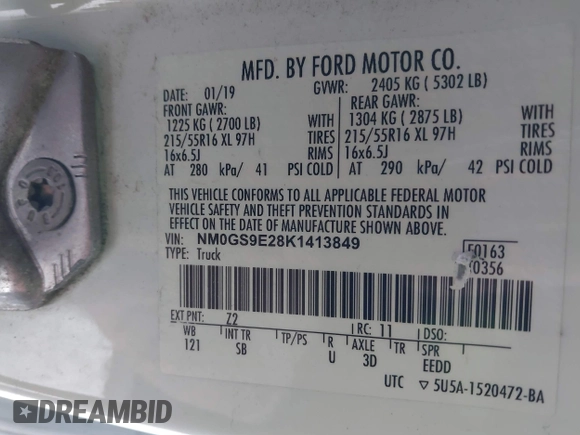 MFD. BY FORD MOTOR CO.
DATE: 01/19
GVWR: 2405 KG ( 5302 LB)
FRONT GAWR:
1225 KG ( 2700 LB)
215/55R16 XL 97H
16x6.5J
AT 280 kPa/ 41
WITH
TIRES
RIMS
PSI COLD
REAR GAWR:
1304 KG ( 2875 LB)
215/55R16 XL 97H
16x6.5J
AT 290 kPa/ 42
WITH
TIRES
RIMS
PSI COLD
THIS VEHICLE CONFORMS TO ALL APPLICABLE FEDERAL MOTOR
VEHICLE SAFETY AND THEFT PREVENTION STANDARDS IN
EFFECT ON THE DATE OF MANUFACTURE SHOWN ABOVE.
VIN: NM0GS9E28K1413849
TYPE: Truck
F0163
0356
EXT PNT: Z2 RC: 11 DSO:
WB INT TR TP/PS R AXLE TR SPR
121 SB U 3D EEDD
UTC ▽ 5U5A-1520472-BA
DREAMBID